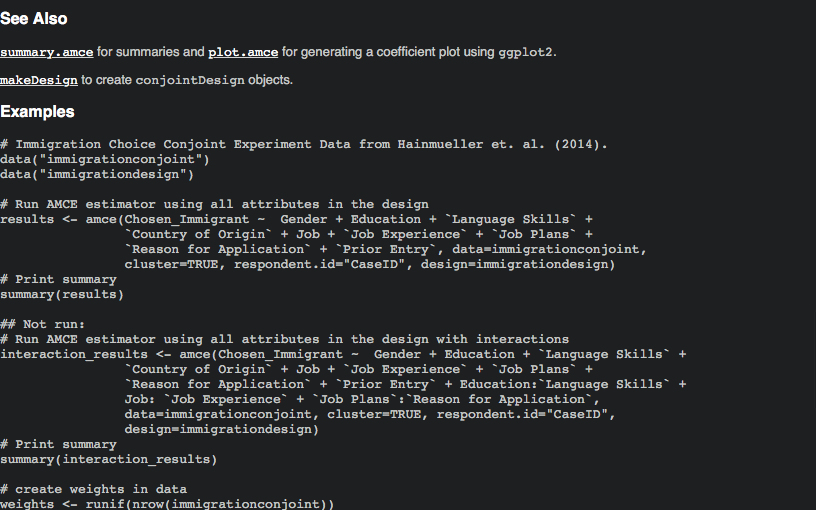 See Also
summary.amce for summaries and plot.amce for generating a coefficient plot using ggplot2.
makeDesign to create conjointDesign objects.
Examples
# Immigration Choice Conjoint Experiment Data from Hainmueller et. al. (2014).
data("immigrationconjoint")
data("immigrationdesign")
# Run AMCE estimator using all attributes in the design
results <- amce(Chosen_Immigrant ~  Gender + Education + `Language Skills` +
                `Country of Origin` + Job + `Job Experience` + `Job Plans` +
                `Reason for Application` + `Prior Entry`, data=immigrationconjoint,
                cluster=TRUE, respondent.id="CaseID", design=immigrationdesign)
# Print summary
summary(results)
## Not run:
# Run AMCE estimator using all attributes in the design with interactions
interaction_results <- amce(Chosen_Immigrant ~  Gender + Education + `Language Skills` +
                `Country of Origin` + Job + `Job Experience` + `Job Plans` +
                `Reason for Application` + `Prior Entry` + Education:`Language Skills` +
                Job: `Job Experience` + `Job Plans`:`Reason for Application`,
                data=immigrationconjoint, cluster=TRUE, respondent.id="CaseID",
                design=immigrationdesign)
# Print summary
summary(interaction_results)
# create weights in data
weights <- runif(nrow(immigrationconjoint))